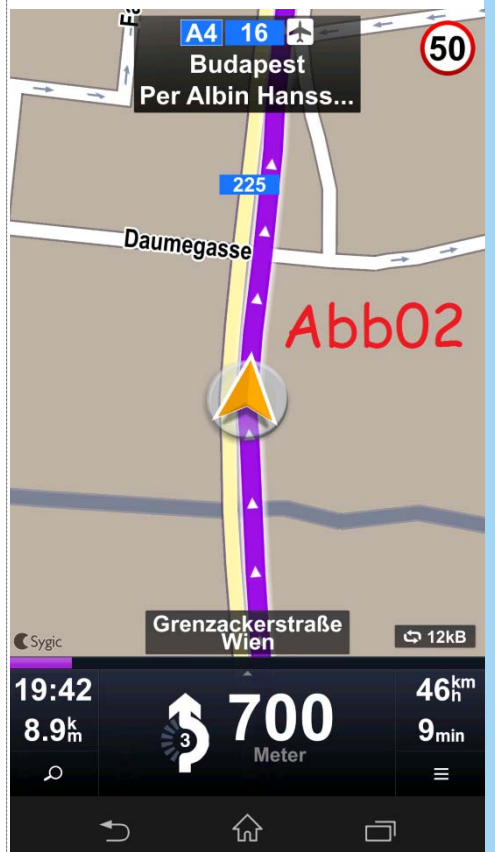 A4 16
Budapest
Per Albin Hanss...
50
225
Daumegasse
Abb02
Grenzackerstraße
Wien
Sygic
12kB
19:42
8.9km
3
700
Meter
46km
h
9min